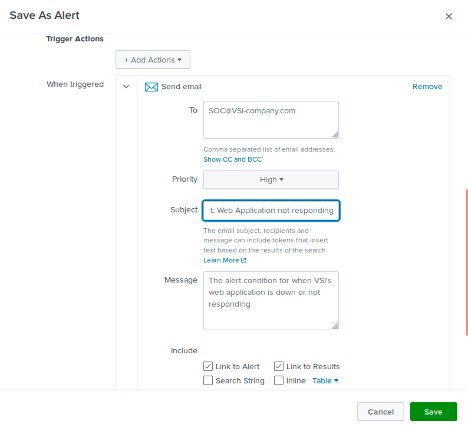 Save As Alert
×
Trigger Actions
+ Add Actions
When triggered
Send email
Remove
To
SOC@VSI-company.com
Comma separated list of email addresses.
Show CC and BCC
Priority
High
Subject
t: Web Application not responding
The email subject, recipients and
message can include tokens that insert
text based on the results of the search.
Learn More
Message
The alert condition for when VSI's
web application is down or not
responding
Include
Link to Alert
Link to Results
Search String
Inline Table
Cancel
Save